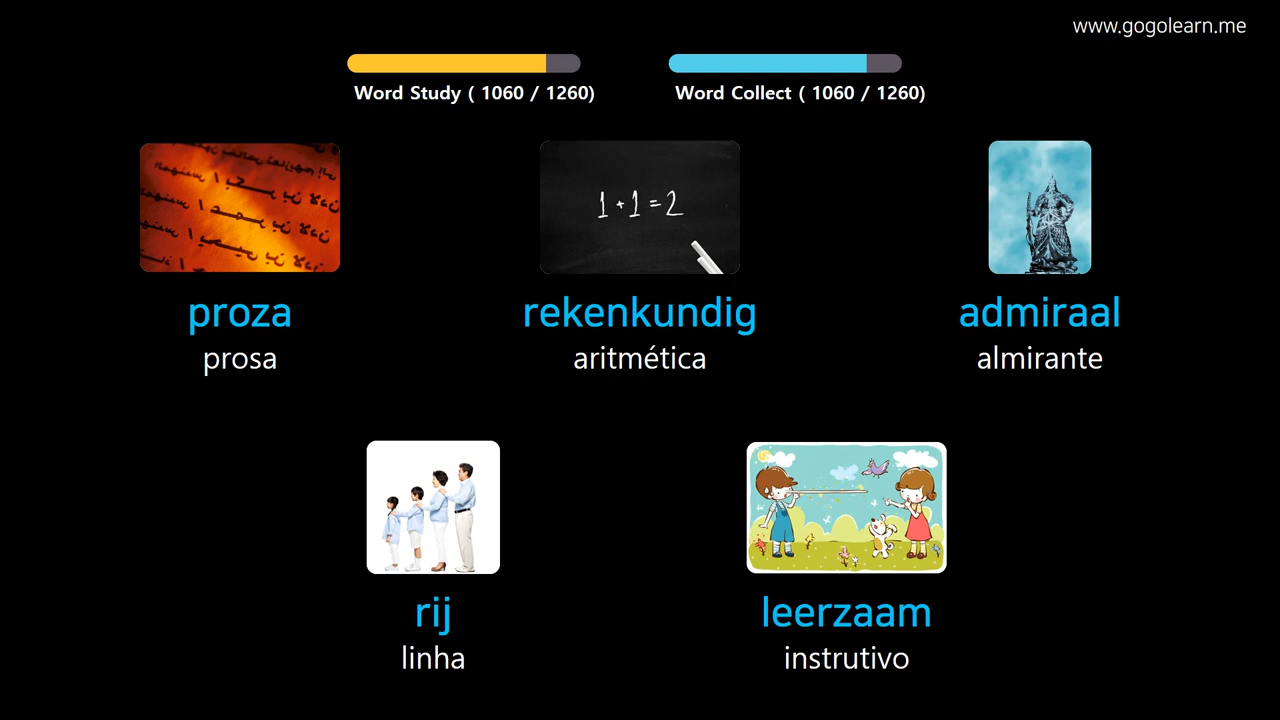 www.gogolearn.me
Word Study ( 1060 / 1260)
Word Collect ( 1060 / 1260)
1 + 1 = 2
proza
prosa
rekenkundig
aritmética
admiraal
almirante
rij
linha
leerzaam
instrutivo